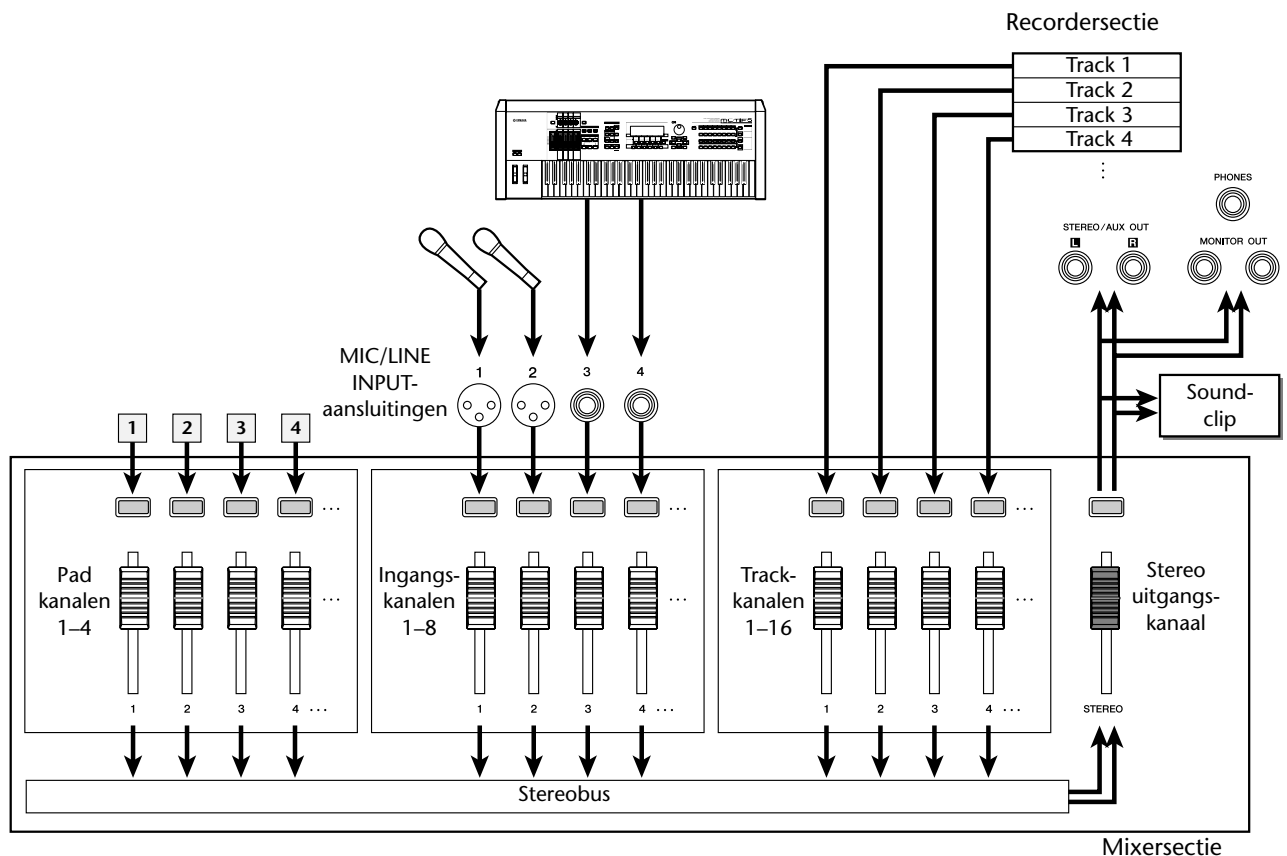 Recordersectie
Track 1
Track 2
Track 3
Track 4
⋮
PHONES
STEREO/AUX OUT
L
R
MONITOR OUT
MIC/LINE
INPUT-
aansluitingen
1
2
3
4
Sound-
clip
1
2
3
4
Pad
kanalen
1–4
...
...
1 2 3 4 ...
Ingangs-
kanalen
1–8
...
...
1 2 3 4 ...
Track-
kanalen
1–16
...
...
1 2 3 4 ...
Stereo
uitgangs-
kanaal
STEREO
Stereobus
Mixersectie